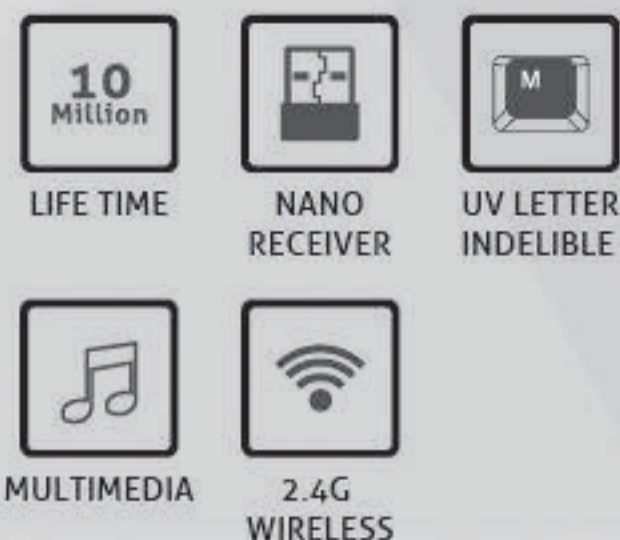 10
Million
LIFE TIME
NANO
RECEIVER
M
UV LETTER
INDELIBLE
MULTIMEDIA
2.4G
WIRELESS